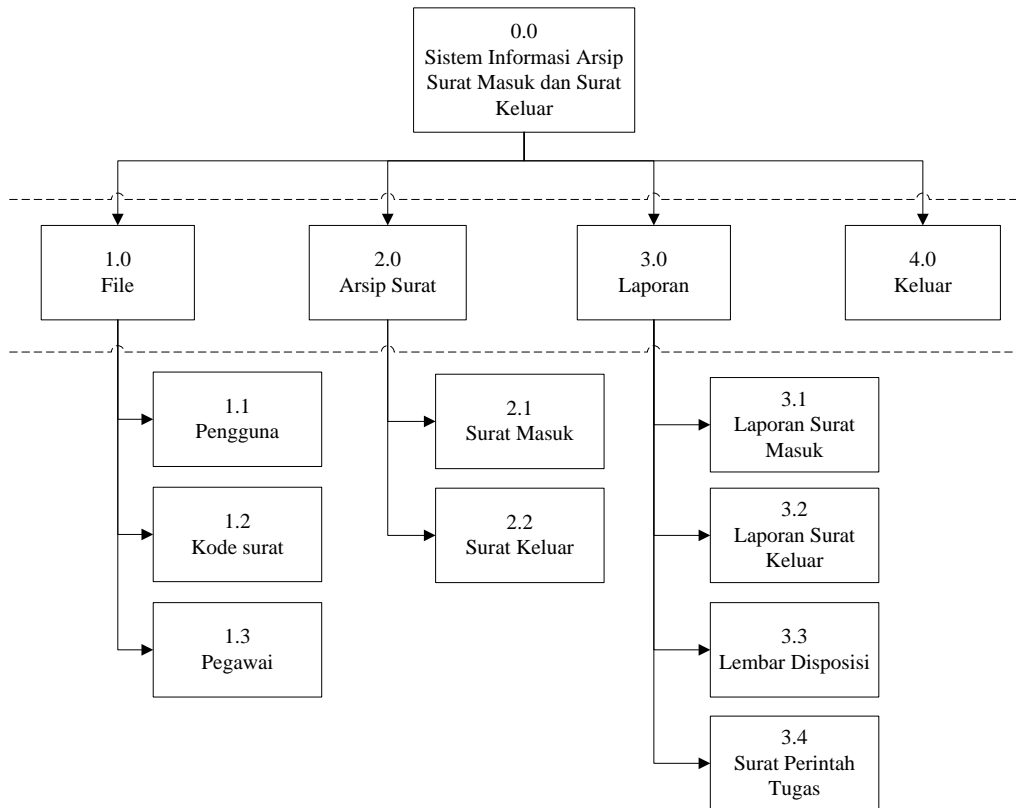 0.0
Sistem Informasi Arsip
Surat Masuk dan Surat
Keluar
1.0
File
2.0
Arsip Surat
3.0
Laporan
4.0
Keluar
1.1
Pengguna
2.1
Surat Masuk
3.1
Laporan Surat
Masuk
1.2
Kode surat
2.2
Surat Keluar
3.2
Laporan Surat
Keluar
1.3
Pegawai
3.3
Lembar Disposisi
3.4
Surat Perintah
Tugas